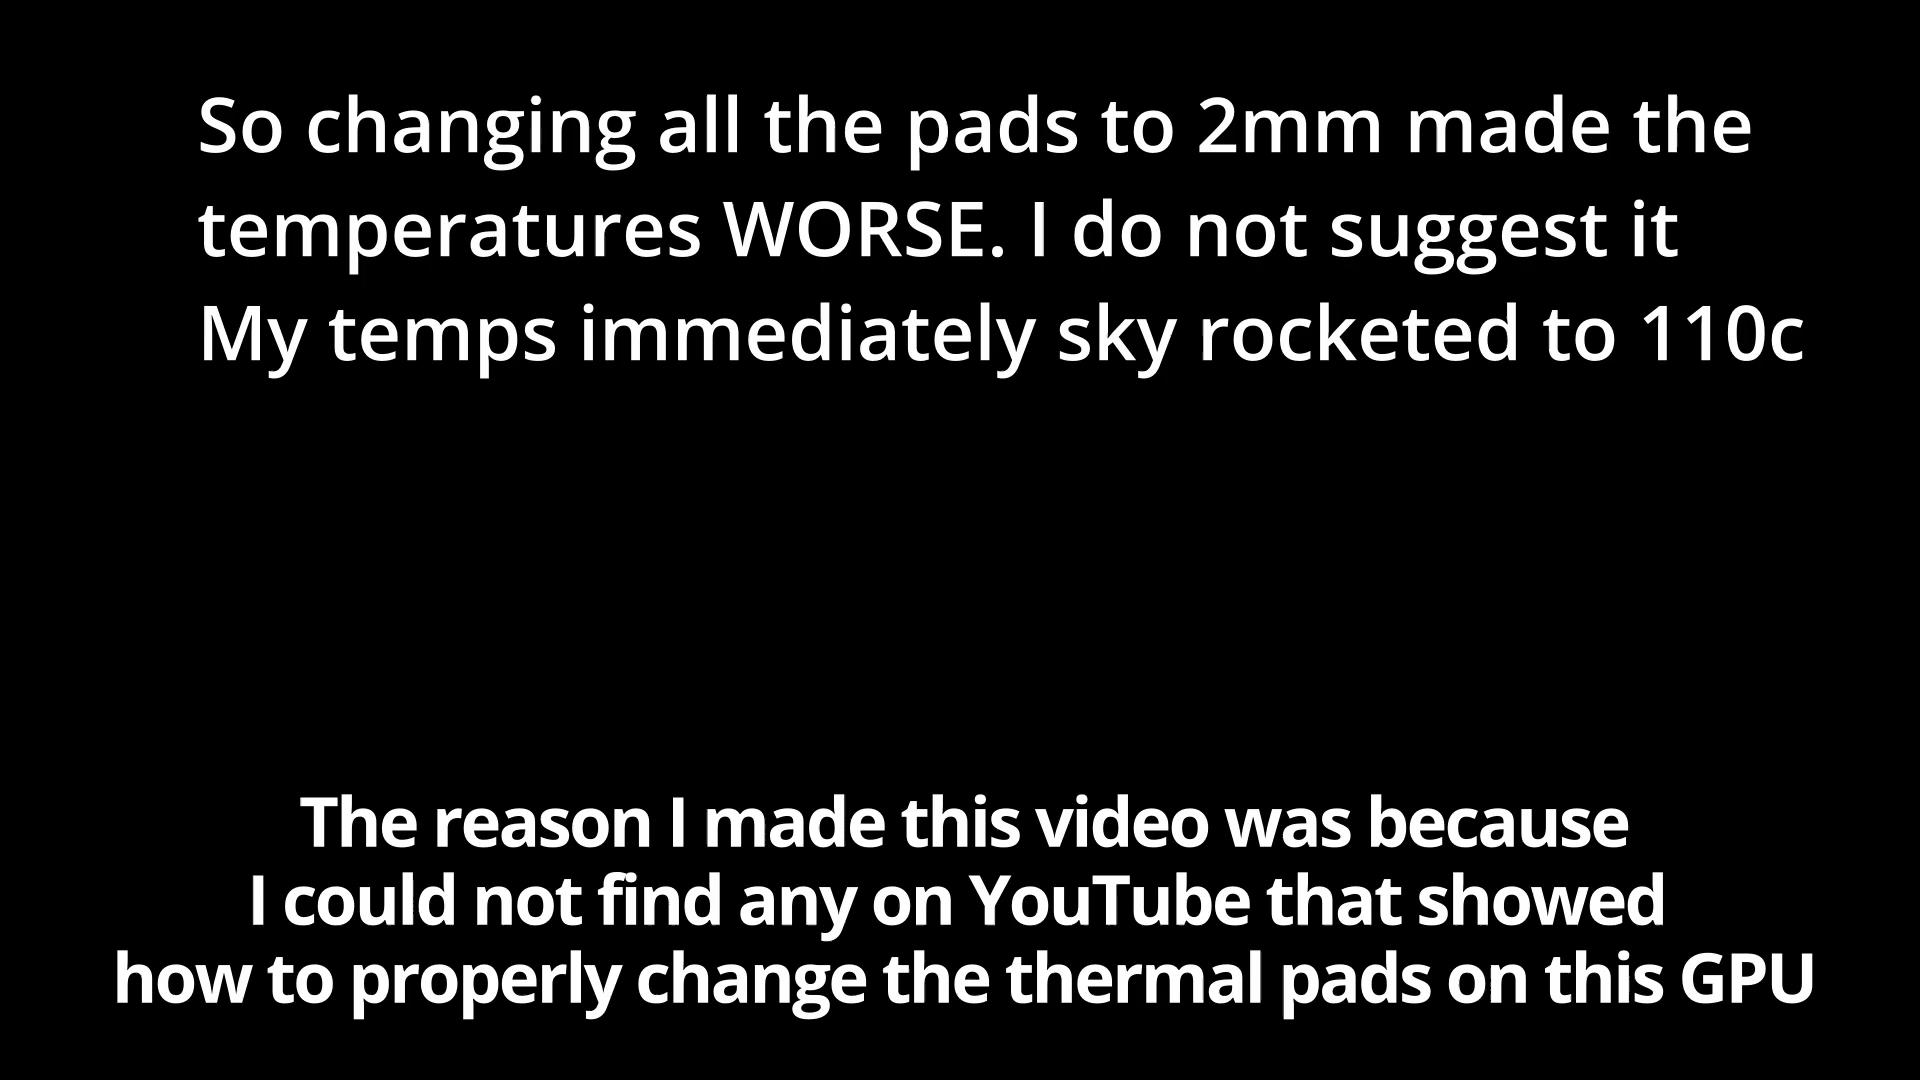 So changing all the pads to 2mm made the
temperatures WORSE. I do not suggest it
My temps immediately sky rocketed to 110c
The reason I made this video was because
I could not find any on YouTube that showed
how to properly change the thermal pads on this GPU